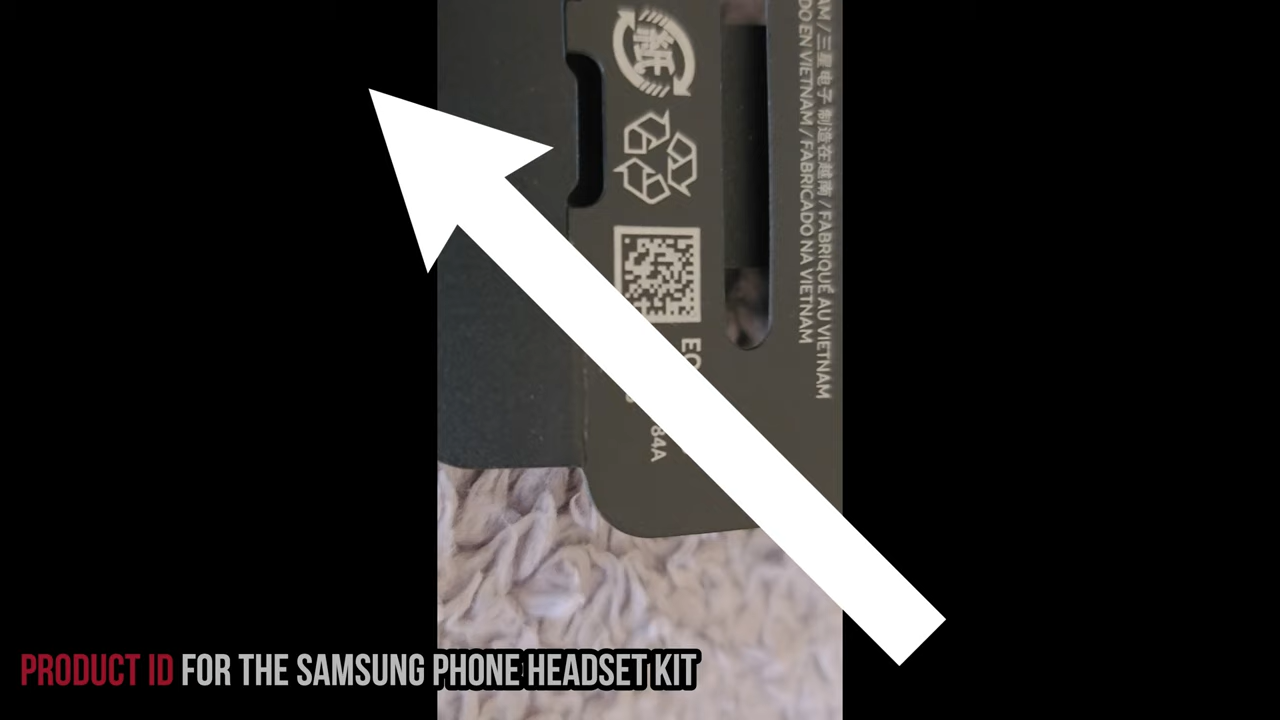 AM / 三星电子 制造在越南 / FABRIQUÉ AU VIETNAM
DO EN VIETNAM / FABRICADO NA VIETNAM
紙
84A
PRODUCT ID FOR THE SAMSUNG PHONE HEADSET KIT